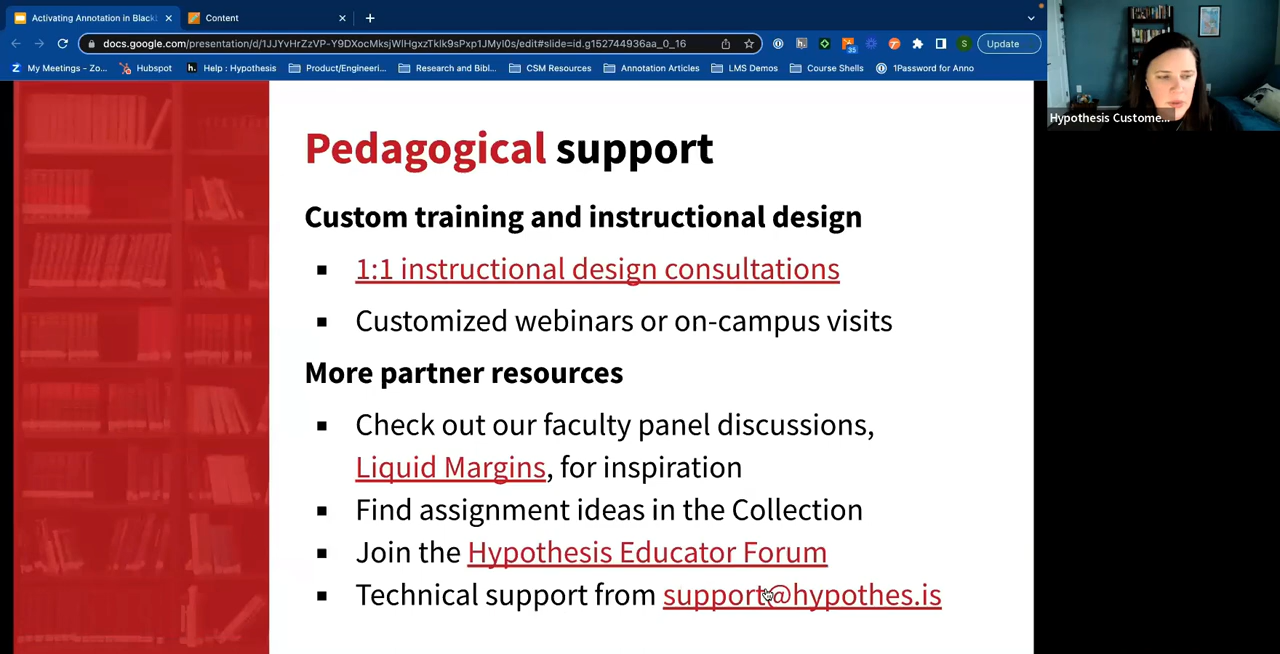 Activating Annotation in Black
Content
docs.google.com/presentation/d/1JJYvHrZzVP-Y9DXocMksjWlHgxzTklk9sPxp1JMyI0s/edit#slide=id.g152744936aa_0_16
35
S
Update
My Meetings - Zo...
Hubspot
h.
Help : Hypothesis
Product/Engineeri...
Research and Bibl...
CSM Resources
Annotation Articles
LMS Demos
Course Shells
1Password for Anno
Hypothesis Custome...
Pedagogical support
Custom training and instructional design
▪ 1:1 instructional design consultations
▪ Customized webinars or on-campus visits
More partner resources
▪ Check out our faculty panel discussions,
Liquid Margins, for inspiration
▪ Find assignment ideas in the Collection
▪ Join the Hypothesis Educator Forum
▪ Technical support from support@hypothes.is